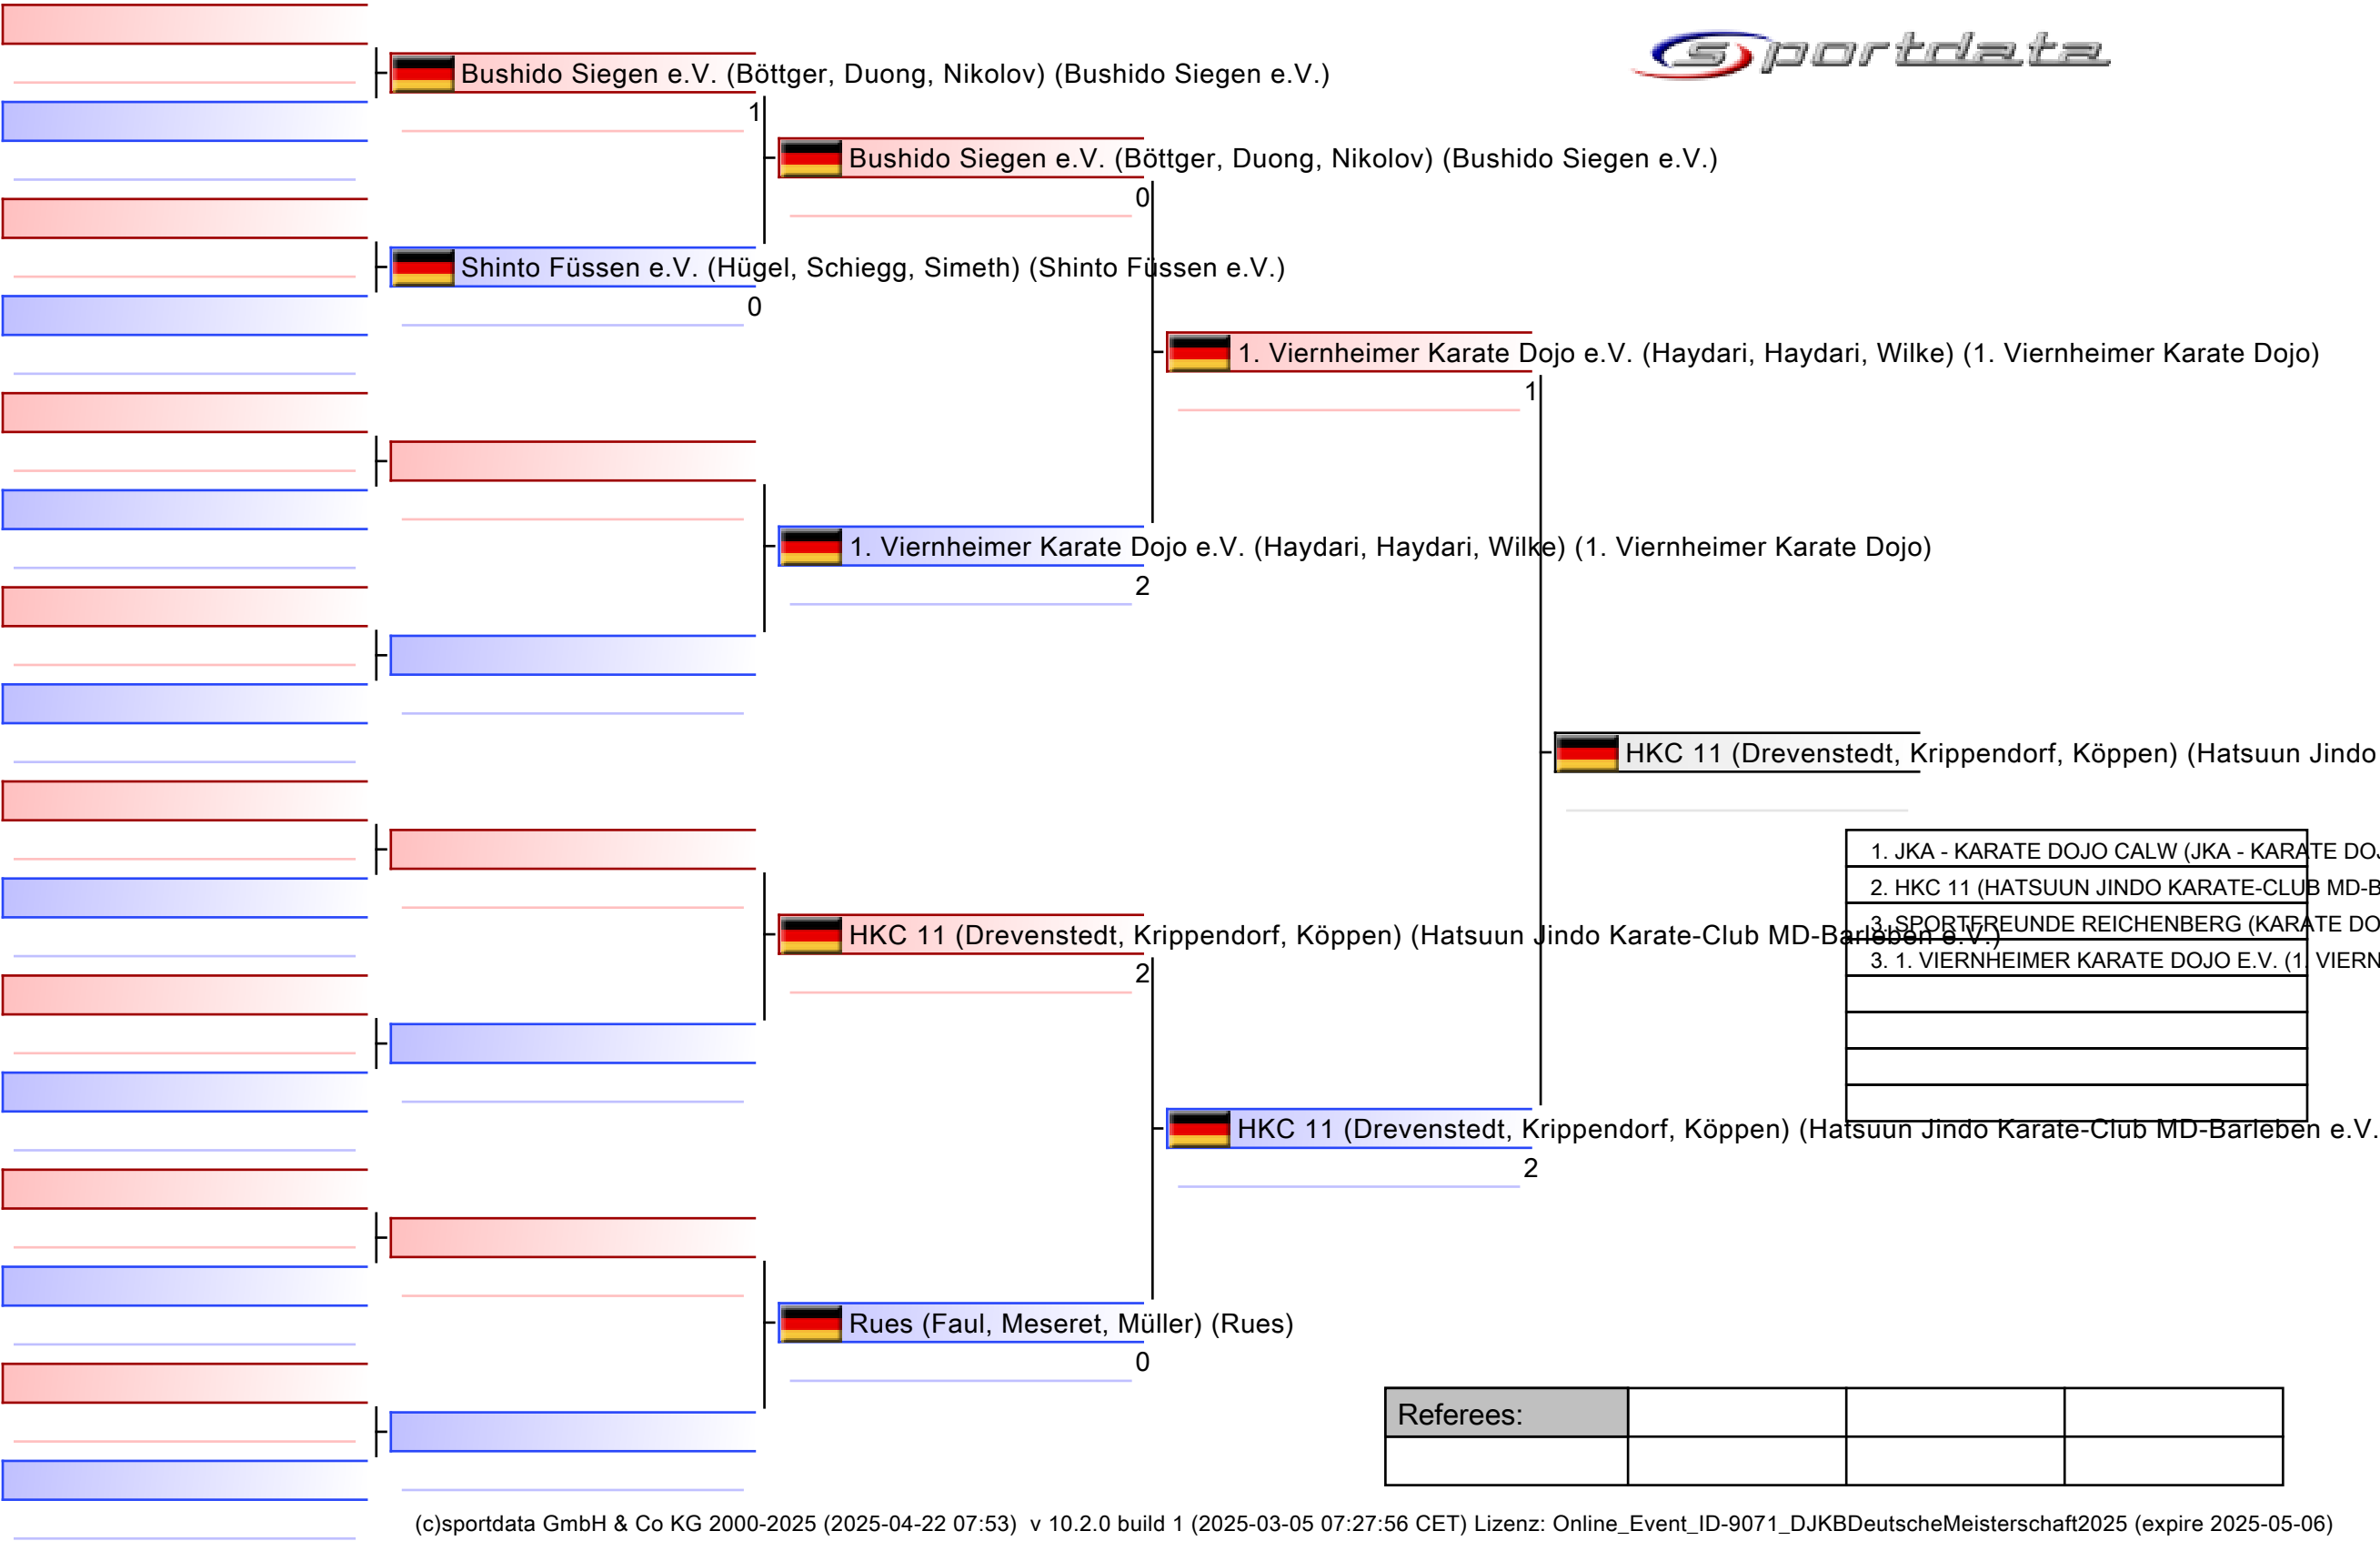 sportdata
Bushido Siegen e.V. (Böttger, Duong, Nikolov) (Bushido Siegen e.V.)
1
Bushido Siegen e.V. (Böttger, Duong, Nikolov) (Bushido Siegen e.V.)
0
Shinto Füssen e.V. (Hügel, Schiegg, Simeth) (Shinto Füssen e.V.)
0
1. Viernheimer Karate Dojo e.V. (Haydari, Haydari, Wilke) (1. Viernheimer Karate Dojo)
1
1. Viernheimer Karate Dojo e.V. (Haydari, Haydari, Wilke) (1. Viernheimer Karate Dojo)
2
HKC 11 (Drevenstedt, Krippendorf, Köppen) (Hatsuun Jindo
1. JKA - KARATE DOJO CALW (JKA - KARATE DOJ
2. HKC 11 (HATSUUN JINDO KARATE-CLUB MD-B
3. SPORTFREUNDE REICHENBERG (KARATE DO
3. 1. VIERNHEIMER KARATE DOJO E.V. (1. VIERN
HKC 11 (Drevenstedt, Krippendorf, Köppen) (Hatsuun Jindo Karate-Club MD-Barleben e.V.)
2
HKC 11 (Drevenstedt, Krippendorf, Köppen) (Hatsuun Jindo Karate-Club MD-Barleben e.V.
2
Rues (Faul, Meseret, Müller) (Rues)
0
Referees:
(c)sportdata GmbH & Co KG 2000-2025 (2025-04-22 07:53) v 10.2.0 build 1 (2025-03-05 07:27:56 CET) Lizenz: Online_Event_ID-9071_DJKBDeutscheMeisterschaft2025 (expire 2025-05-06)